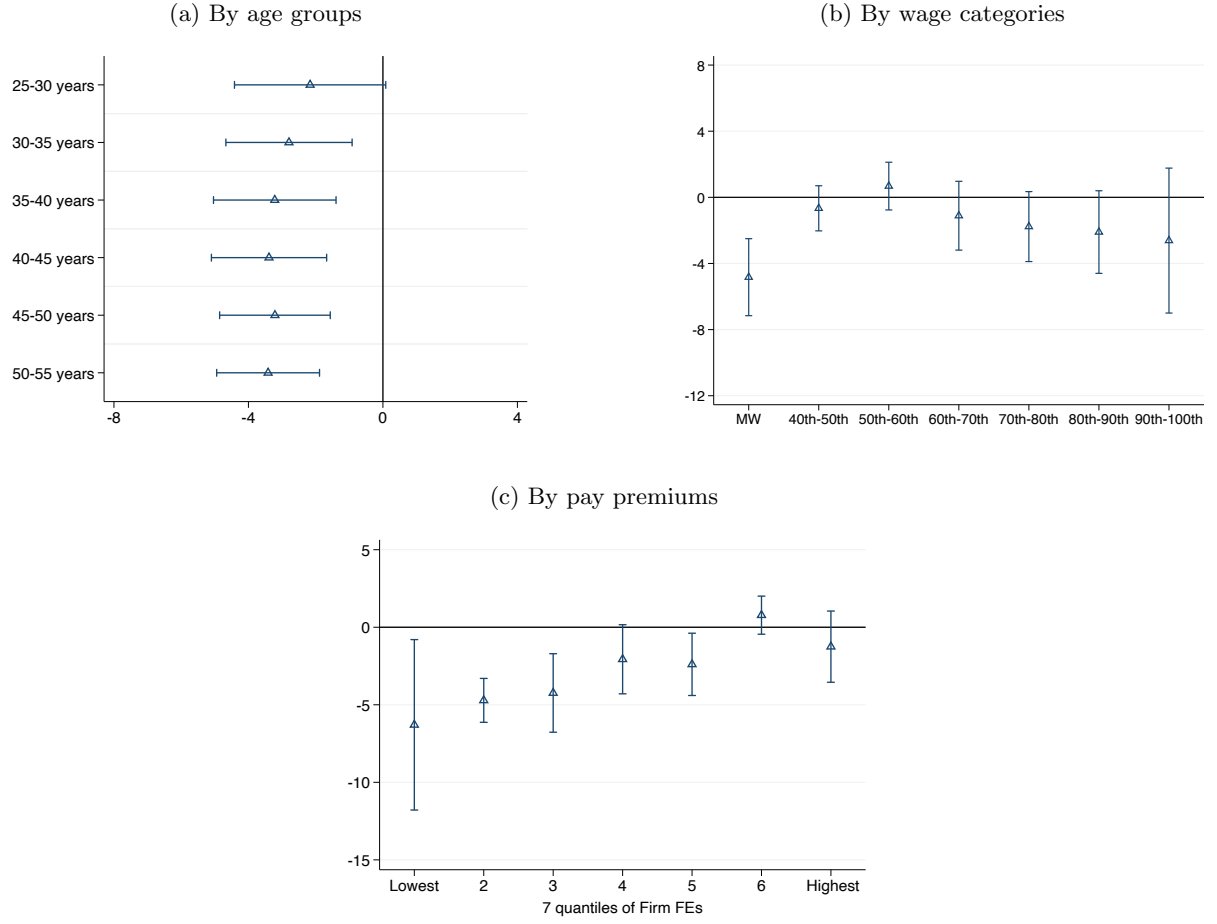 (a) By age groups
25-30 years
30-35 years
35-40 years
40-45 years
45-50 years
50-55 years
-8 -4 0 4
(b) By wage categories
8
4
0
-4
-8
-12
MW 40th-50th 50th-60th 60th-70th 70th-80th 80th-90th 90th-100th
(c) By pay premiums
5
0
-5
-10
-15
Lowest 2 3 4 5 6 Highest
7 quantiles of Firm FEs